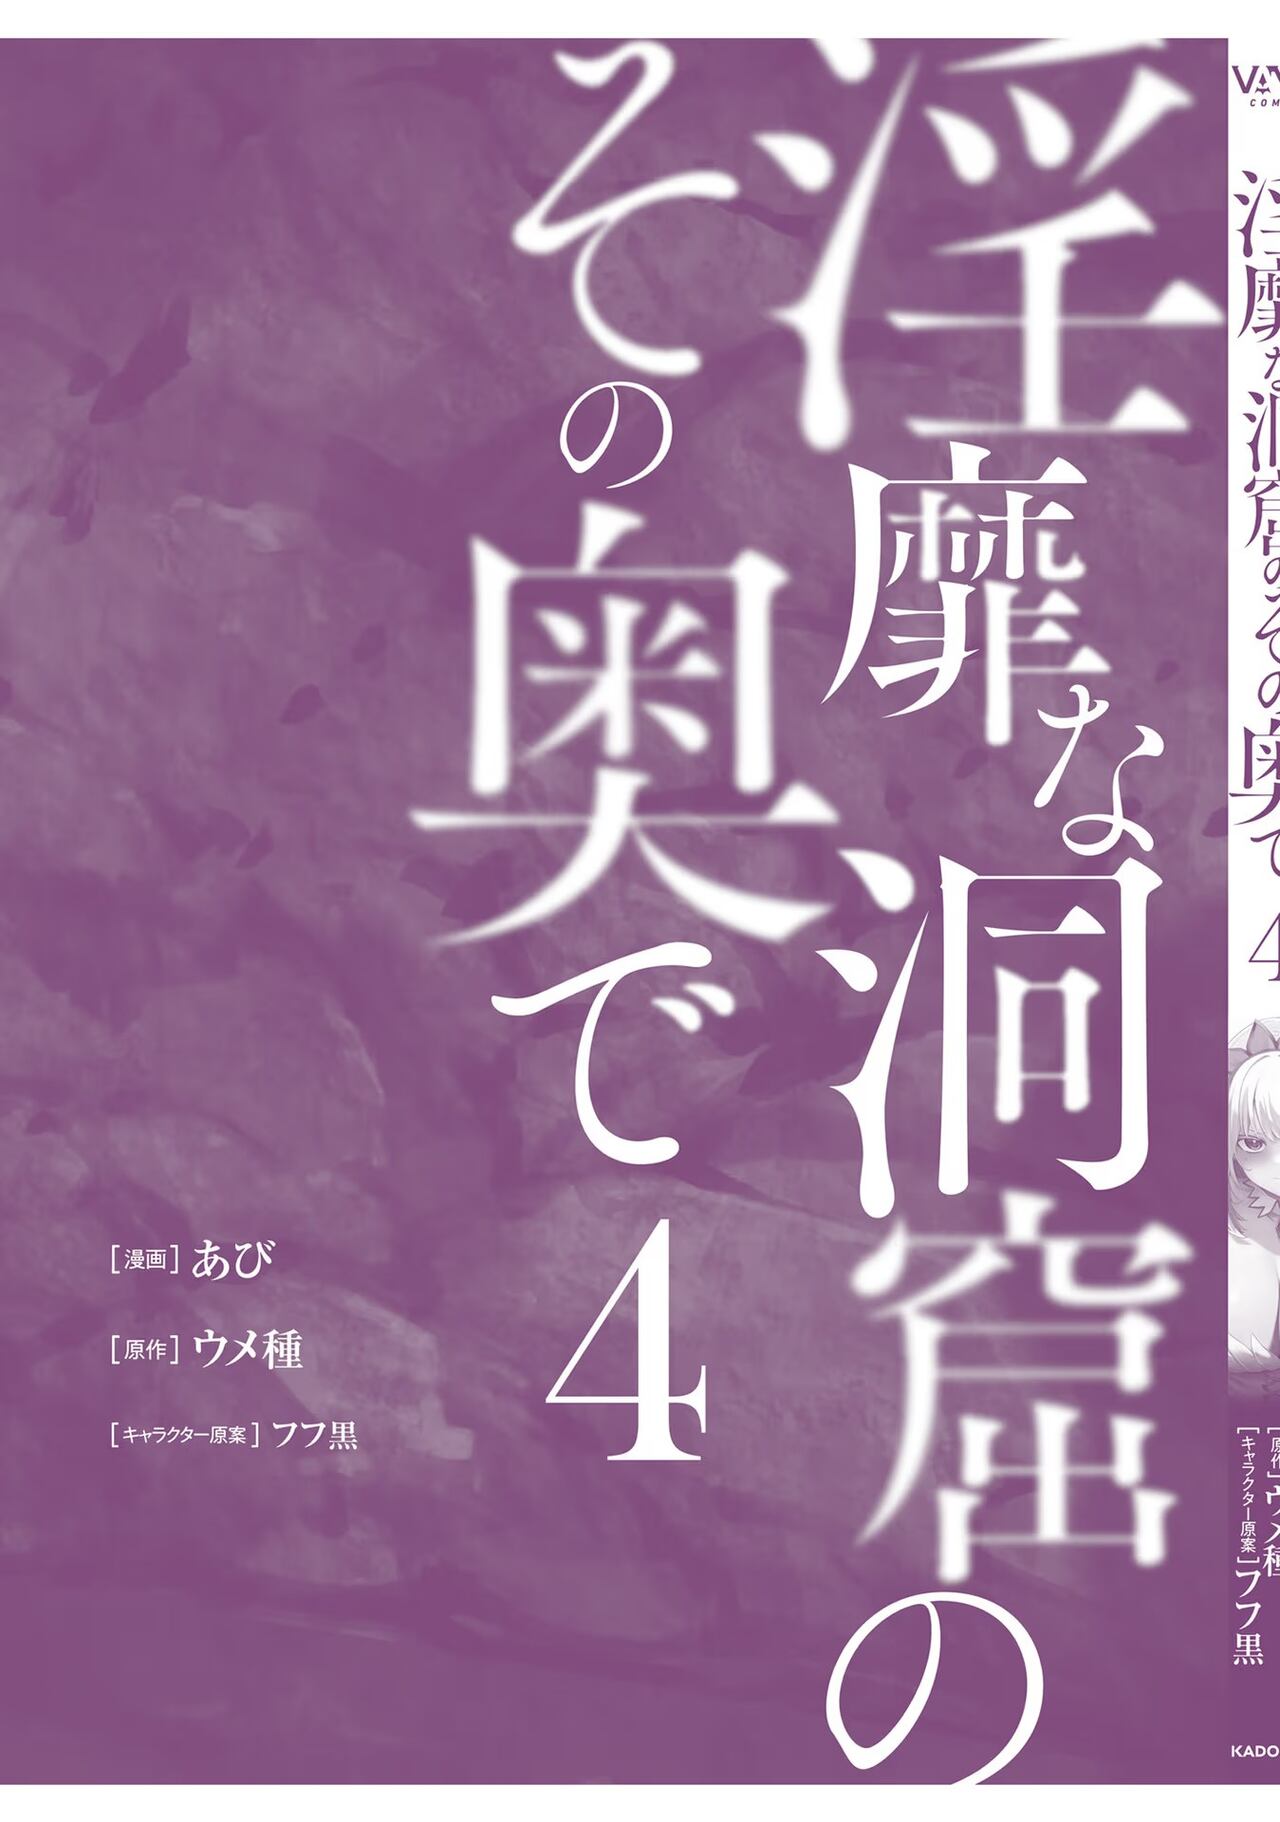 淫靡な洞窟の
その奥で
4
[漫画]あび
[原作]ウメ種
[キャラクター原案]フフ黒
淫靡な洞窟のその奥で 4
[原作]ウメ種
[キャラクター原案]フフ黒